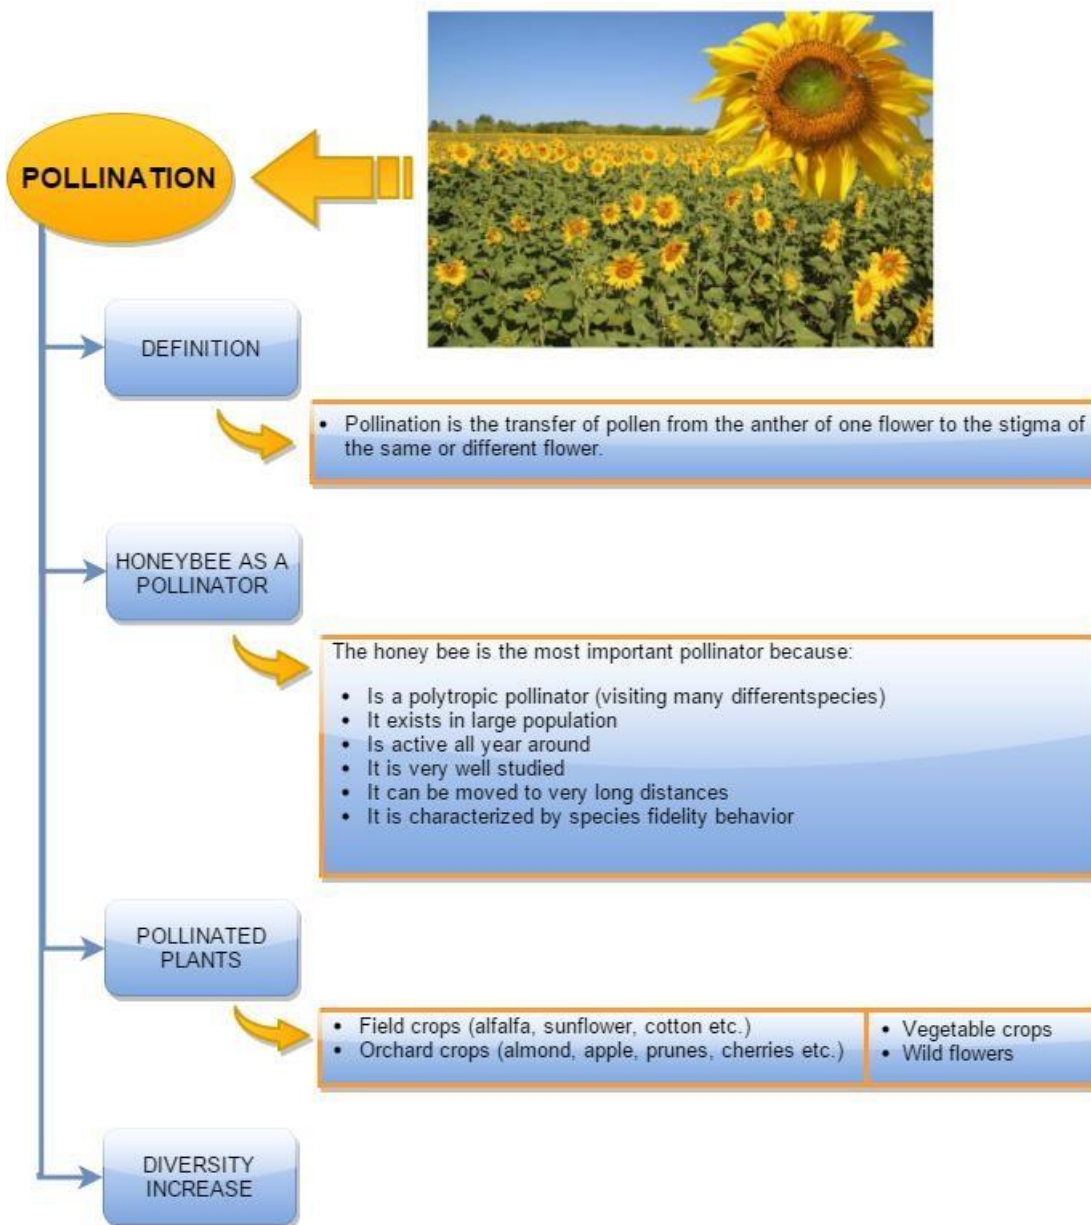 POLLINATION
DEFINITION
• Pollination is the transfer of pollen from the anther of one flower to the stigma of
the same or different flower.
HONEYBEE AS A
POLLINATOR
The honey bee is the most important pollinator because:
• Is a polytropic pollinator (visiting many differentspecies)
• It exists in large population
• Is active all year around
• It is very well studied
• It can be moved to very long distances
• It is characterized by species fidelity behavior
POLLINATED
PLANTS
• Field crops (alfalfa, sunflower, cotton etc.)
• Orchard crops (almond, apple, prunes, cherries etc.)
• Vegetable crops
• Wild flowers
DIVERSITY
INCREASE